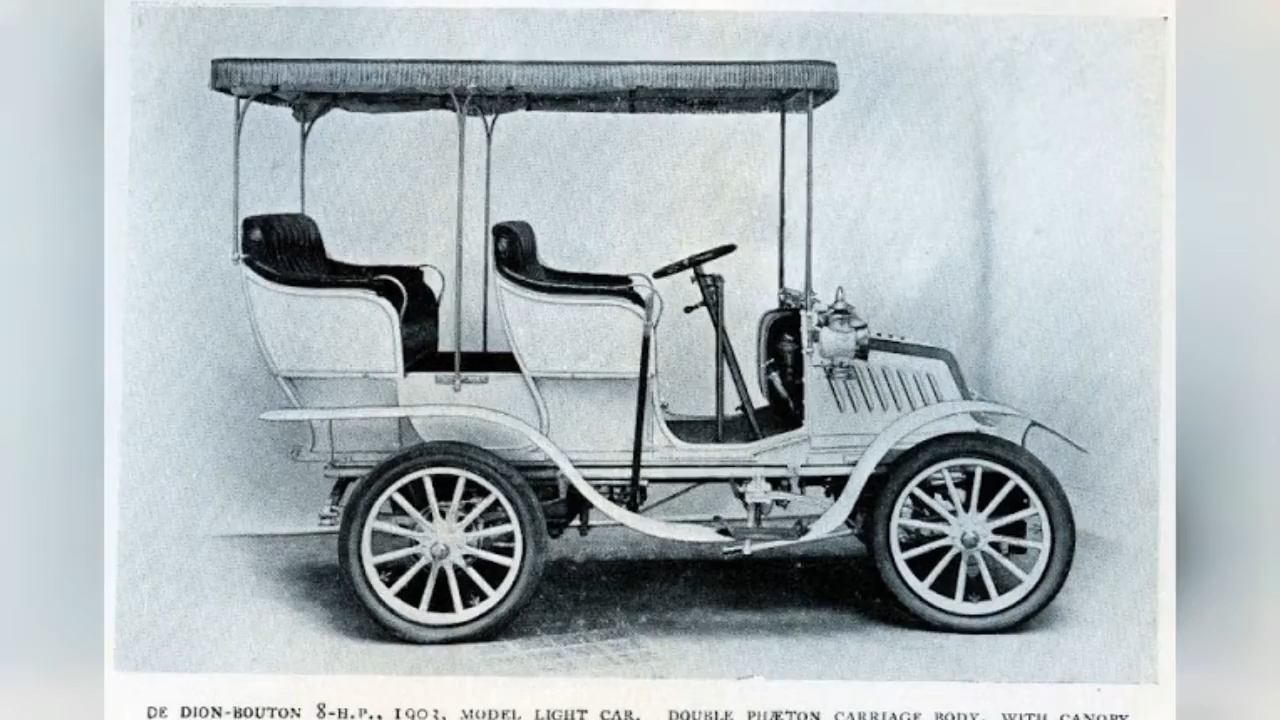 DE DION-BOUTON 8-H.P., 1903, MODEL LIGHT CAR. DOUBLE PHÆTON CARRIAGE BODY, WITH CANOPY